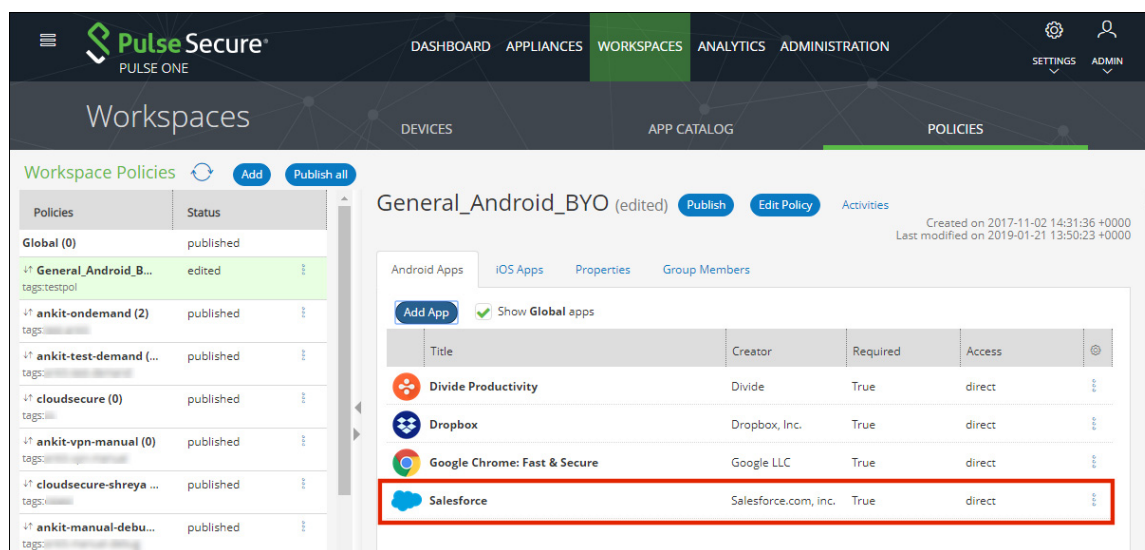 Pulse Secure®
PULSE ONE
DASHBOARD APPLIANCES WORKSPACES ANALYTICS ADMINISTRATION
SETTINGS ADMIN
Workspaces
DEVICES APP CATALOG POLICIES
Workspace Policies Add Publish all
Policies Status
Global (0) published
General_Android_B... edited
tags:testpol
ankit-ondemand (2) published
tags:
ankit-test-demand (... published
tags:
cloudsecure (0) published
tags:
ankit-vpn-manual (0) published
tags:
cloudsecure-shreya ... published
tags:
ankit-manual-debu... published
tags:
General_Android_BYO (edited) Publish Edit Policy Activities
Created on 2017-11-02 14:31:36 +0000
Last modified on 2019-01-21 13:50:23 +0000
Android Apps iOS Apps Properties Group Members
Add App Show Global apps
Title Creator Required Access
Divide Productivity Divide True direct
Dropbox Dropbox, Inc. True direct
Google Chrome: Fast & Secure Google LLC True direct
Salesforce Salesforce.com, inc. True direct